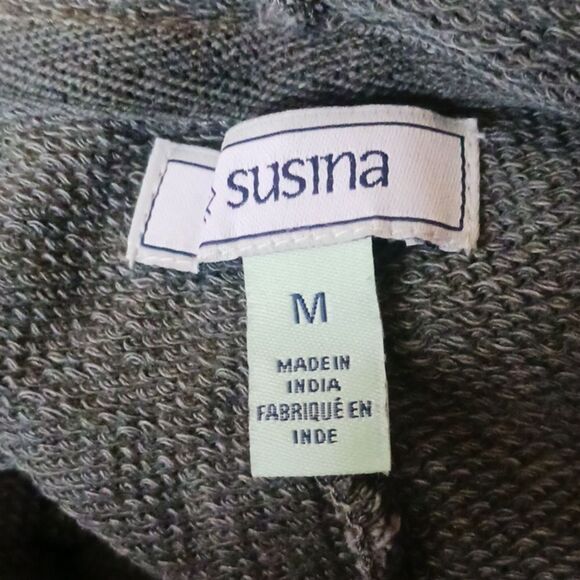 susina
M
MADE IN
INDIA
FABRIQUÉ EN
INDE